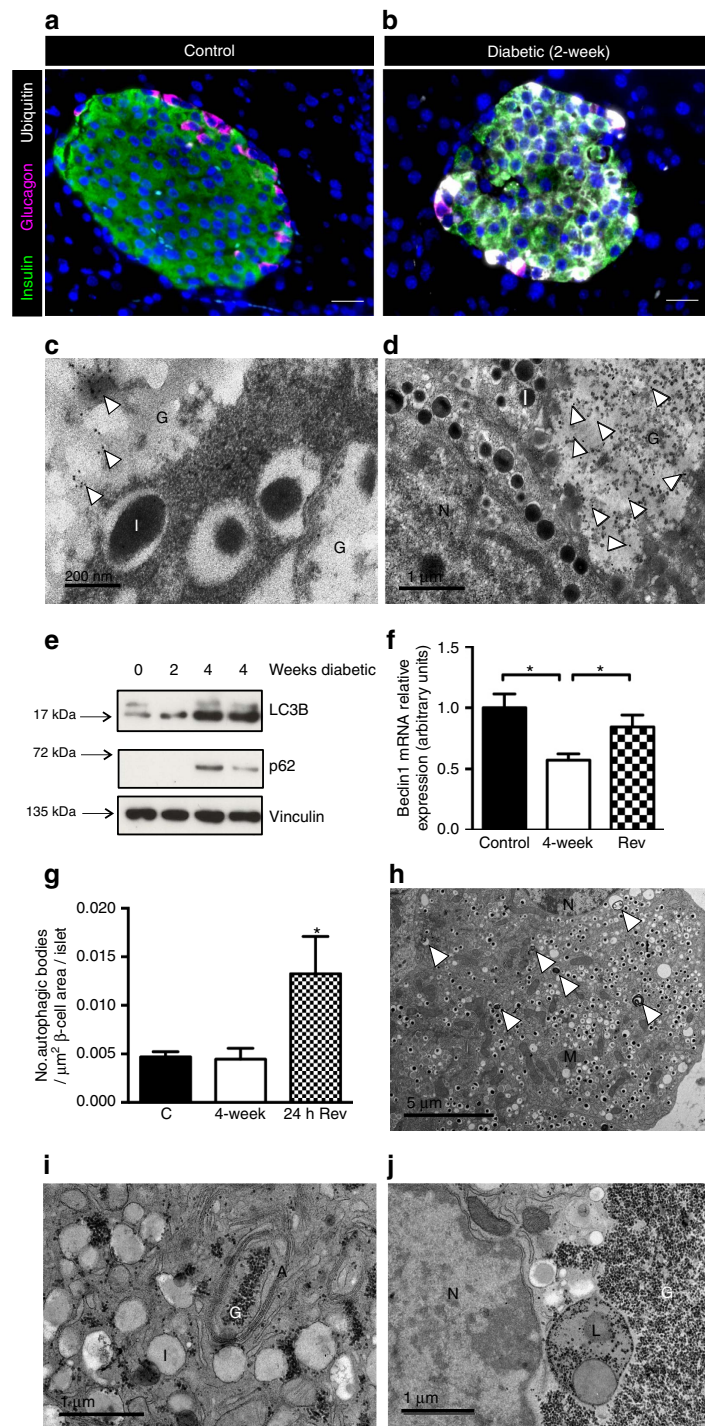 a
b
Control
Diabetic (2-week)
Insulin Glucagon Ubiquitin
c
d
G
I
G
200 nm
I
G
N
1 μm
e
0 2 4 4 Weeks diabetic
17 kDa
LC3B
72 kDa
p62
135 kDa
Vinculin
f
Beclin1 mRNA relative
expression (arbitrary units)
1.5
1.0
0.5
0.0
* *
Control 4-week Rev
g
No.autophagic bodies
/ μm² β-cell area / islet
0.020
0.015
0.010
0.005
0.000
*
C 4-week 24 h Rev
h
N
I
M
5 μm
i
A
G
I
1 μm
j
N
G
L
1 μm